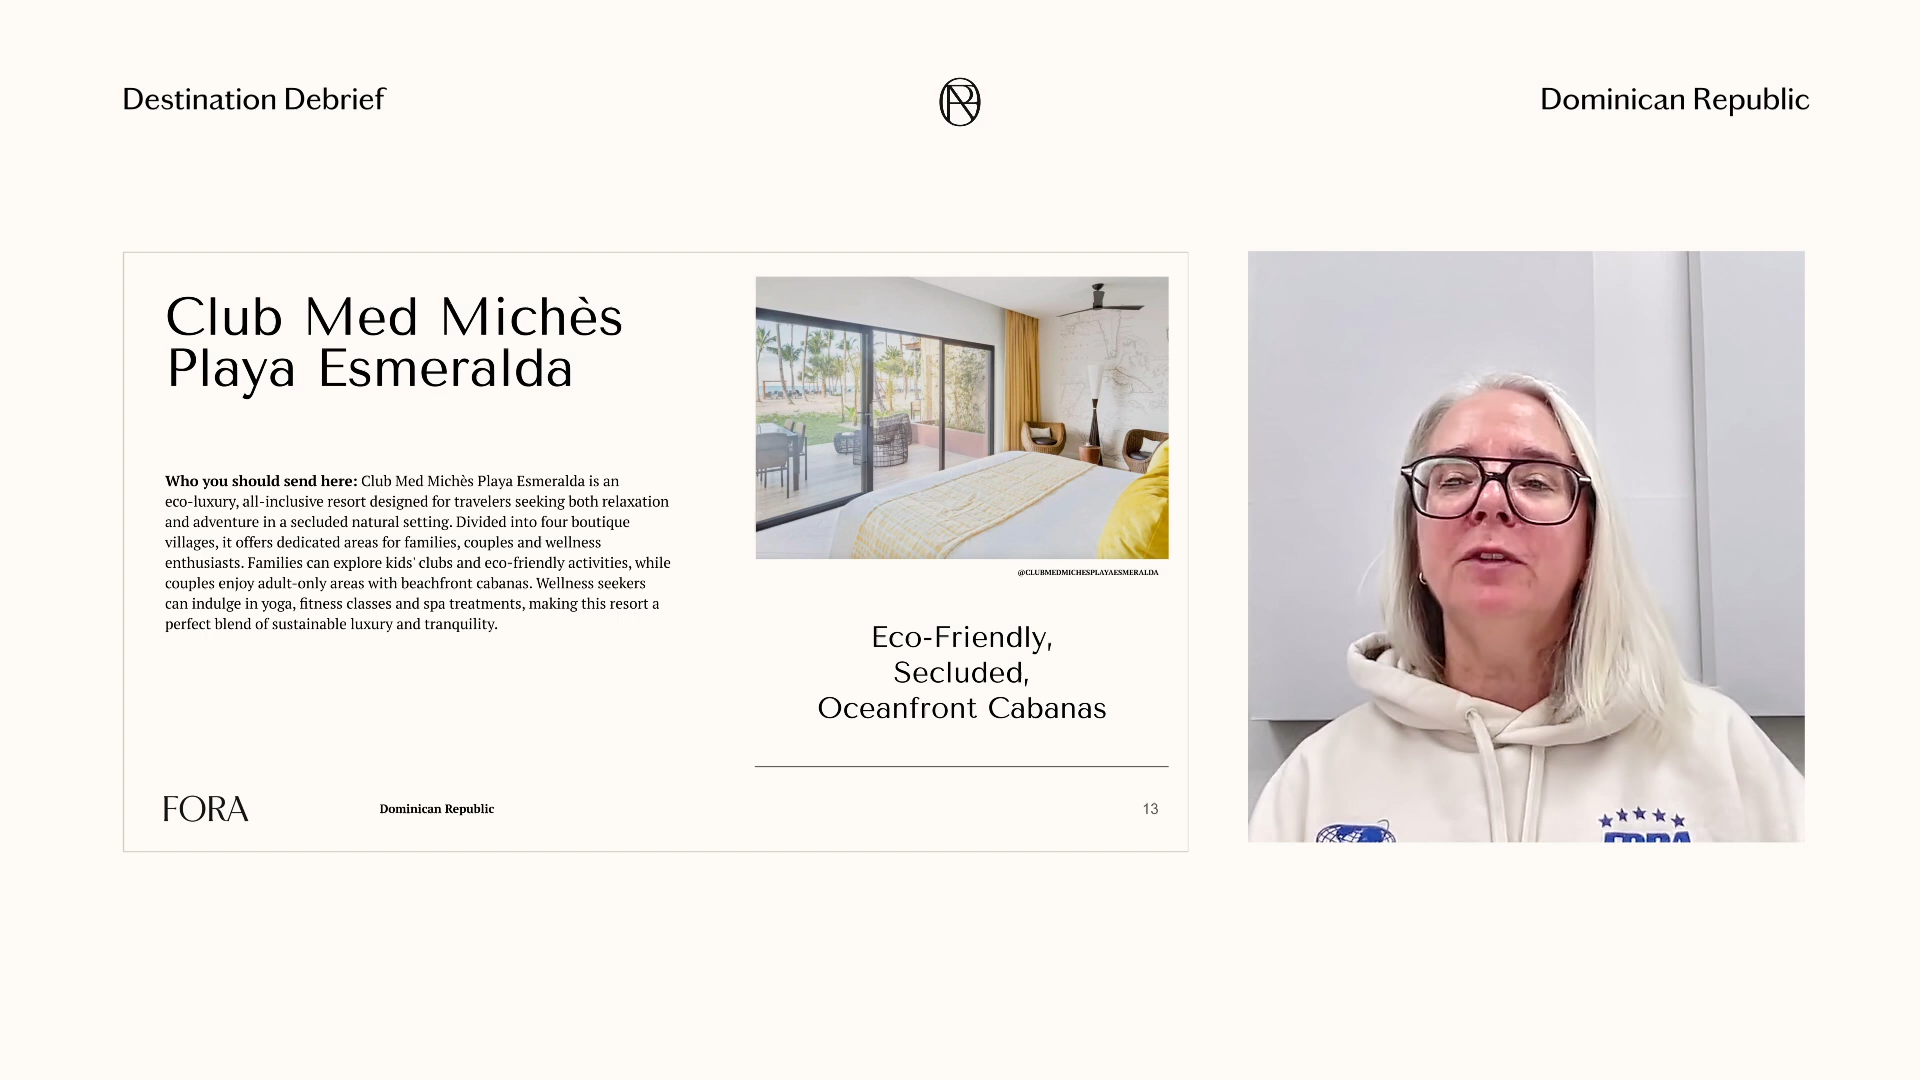 Destination Debrief
Dominican Republic
Club Med Michès
Playa Esmeralda
Who you should send here: Club Med Michès Playa Esmeralda is an
eco-luxury, all-inclusive resort designed for travelers seeking both relaxation
and adventure in a secluded natural setting. Divided into four boutique
villages, it offers dedicated areas for families, couples and wellness
enthusiasts. Families can explore kids' clubs and eco-friendly activities, while
couples enjoy adult-only areas with beachfront cabanas. Wellness seekers
can indulge in yoga, fitness classes and spa treatments, making this resort a
perfect blend of sustainable luxury and tranquility.
@CLUBMEDMICHESPLAYAESMERALDA
Eco-Friendly,
Secluded,
Oceanfront Cabanas
FORA
Dominican Republic
13
FORA